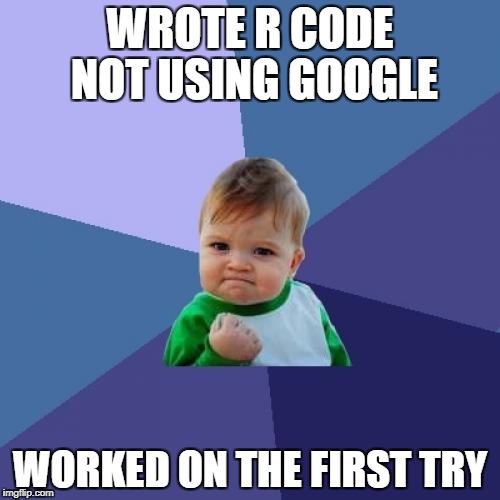 WROTE R CODE
NOT USING GOOGLE
WORKED ON THE FIRST TRY
imgflip.com